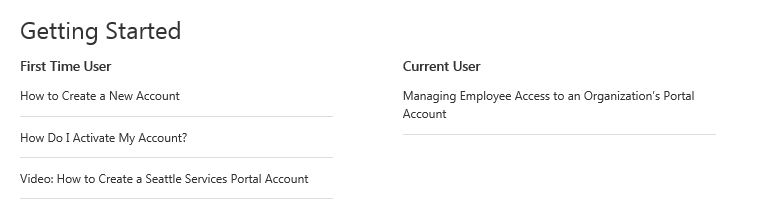 Getting Started
First Time User
How to Create a New Account
How Do I Activate My Account?
Video: How to Create a Seattle Services Portal Account
Current User
Managing Employee Access to an Organization's Portal
Account